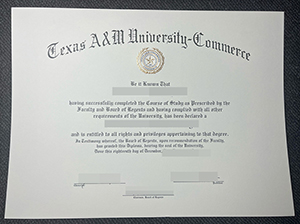 Texas A&M University-Commerce
Be it Known That
having successfully completed the Course of Study as Prescribed by the
Faculty and Board of Regents and having complied with all other
requirements of the University, has been declared a
and is entitled to all rights and privileges appertaining to that degree.
In Testimony whereof, the Board of Regents, upon recommendation of the Faculty,
has granted this Diploma, bearing the seal of the University,
Done this eighteenth day of December,